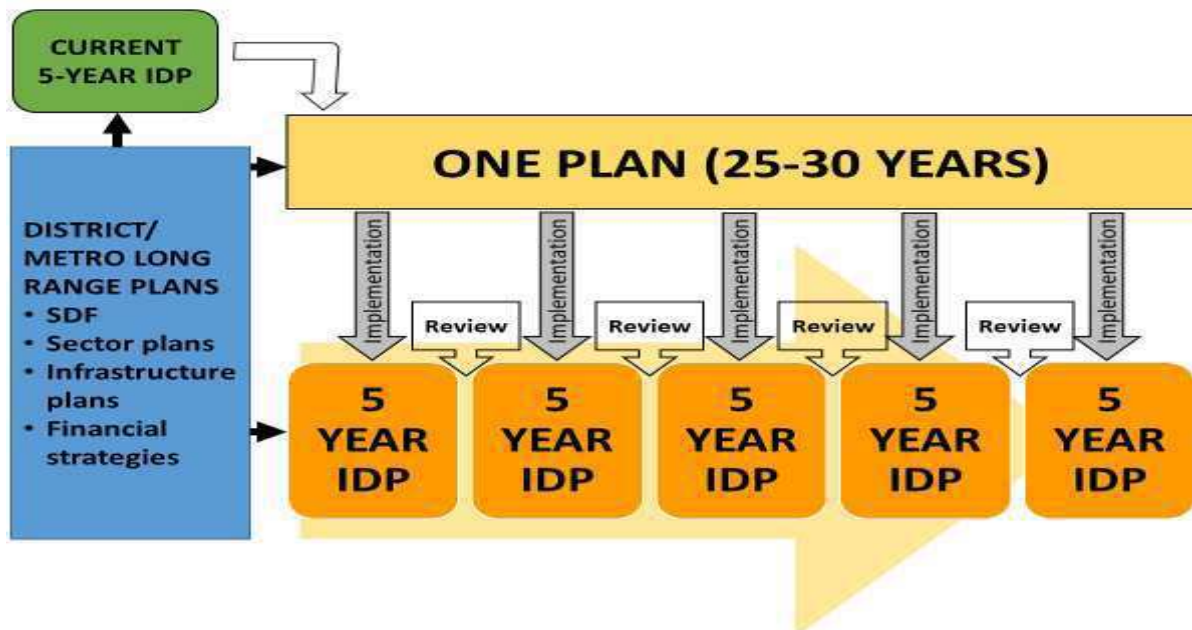 CURRENT
5-YEAR IDP
ONE PLAN (25-30 YEARS)
DISTRICT/
METRO LONG
RANGE PLANS
• SDF
• Sector plans
• Infrastructure
plans
• Financial
strategies
Implementation
Implementation
Implementation
Implementation
Implementation
Review
Review
Review
Review
5
YEAR
IDP
5
YEAR
IDP
5
YEAR
IDP
5
YEAR
IDP
5
YEAR
IDP